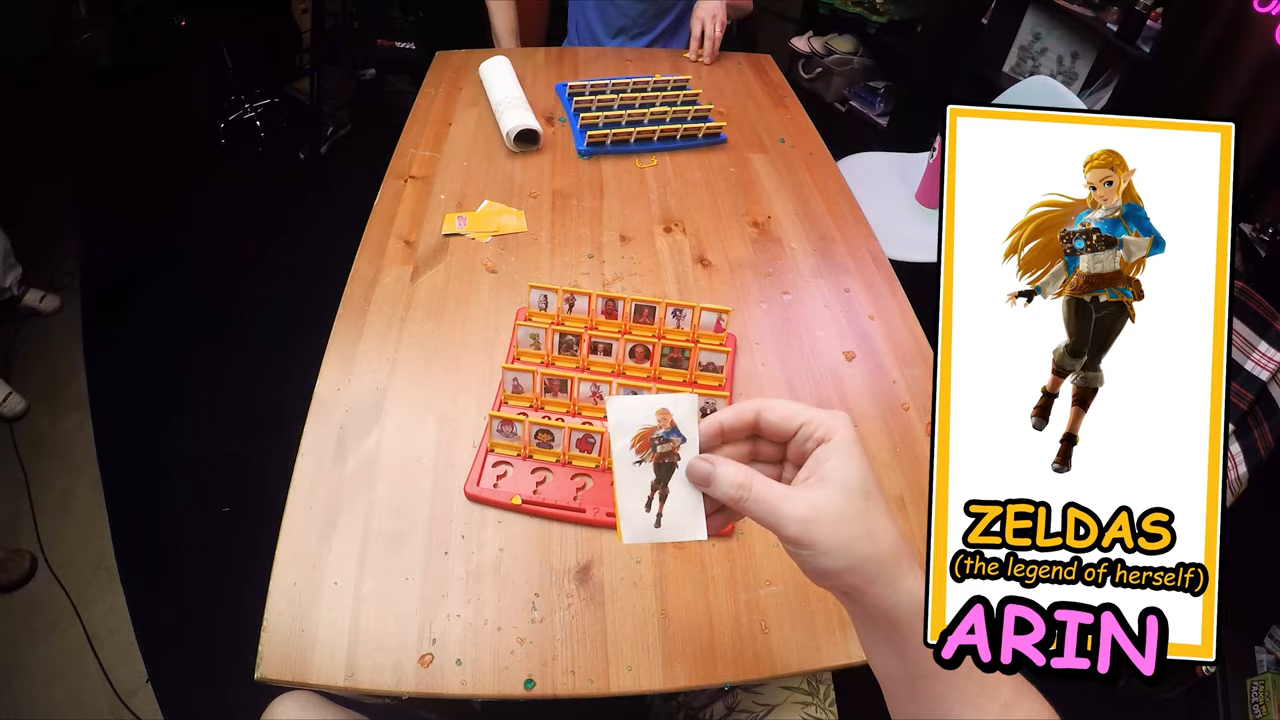 ZELDAS
(the legend of herself)
ARIN
? ? ?